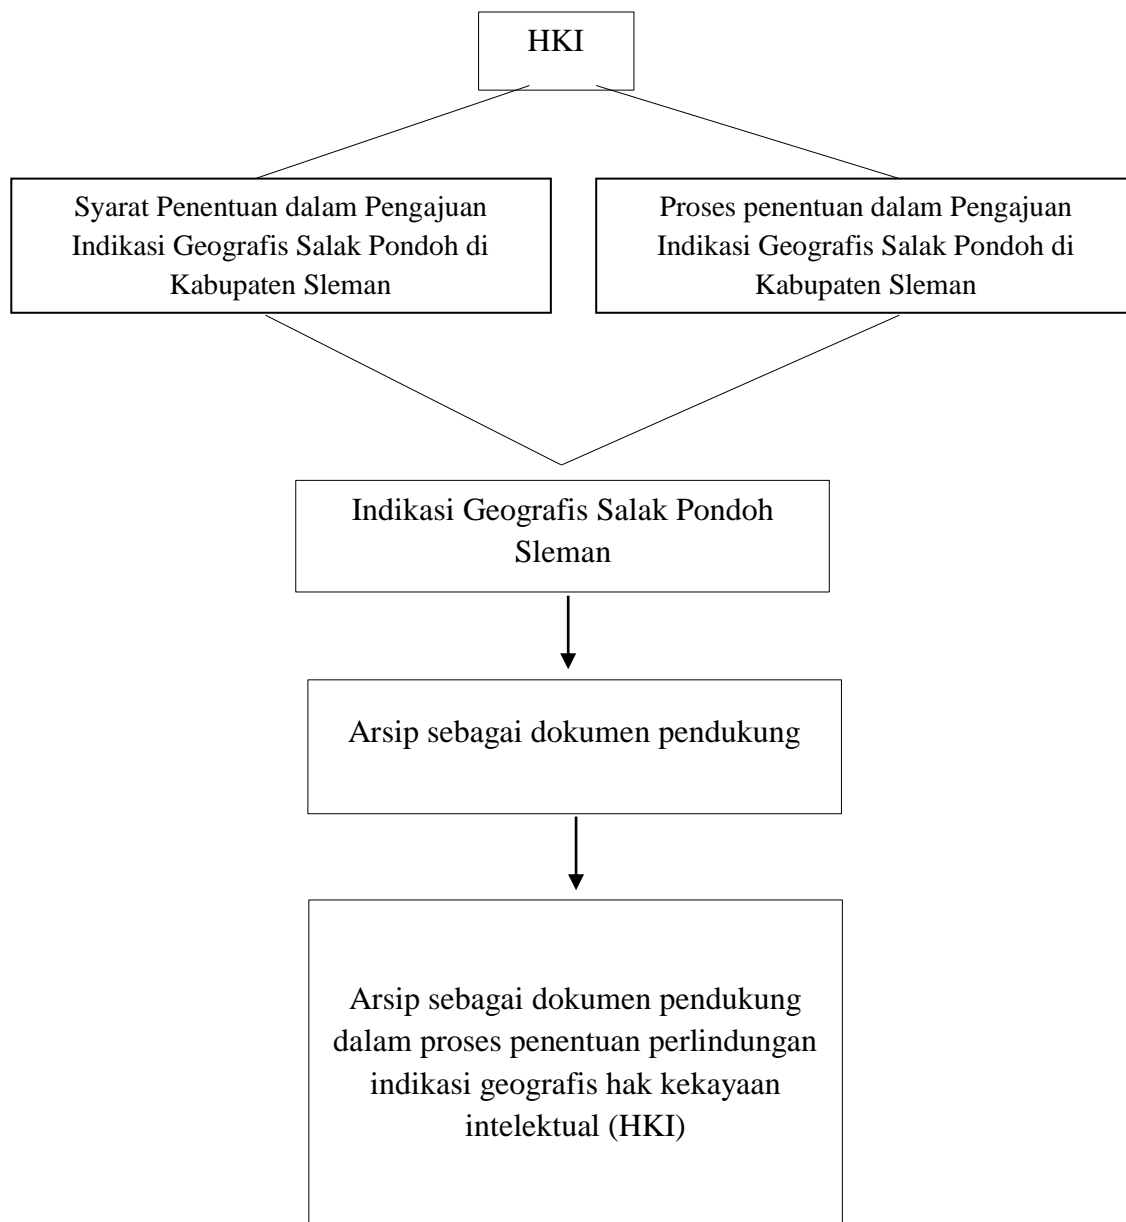 HKI
Syarat Penentuan dalam Pengajuan
Indikasi Geografis Salak Pondoh di
Kabupaten Sleman
Proses penentuan dalam Pengajuan
Indikasi Geografis Salak Pondoh di
Kabupaten Sleman
Indikasi Geografis Salak Pondoh
Sleman
Arsip sebagai dokumen pendukung
Arsip sebagai dokumen pendukung
dalam proses penentuan perlindungan
indikasi geografis hak kekayaan
intelektual (HKI)